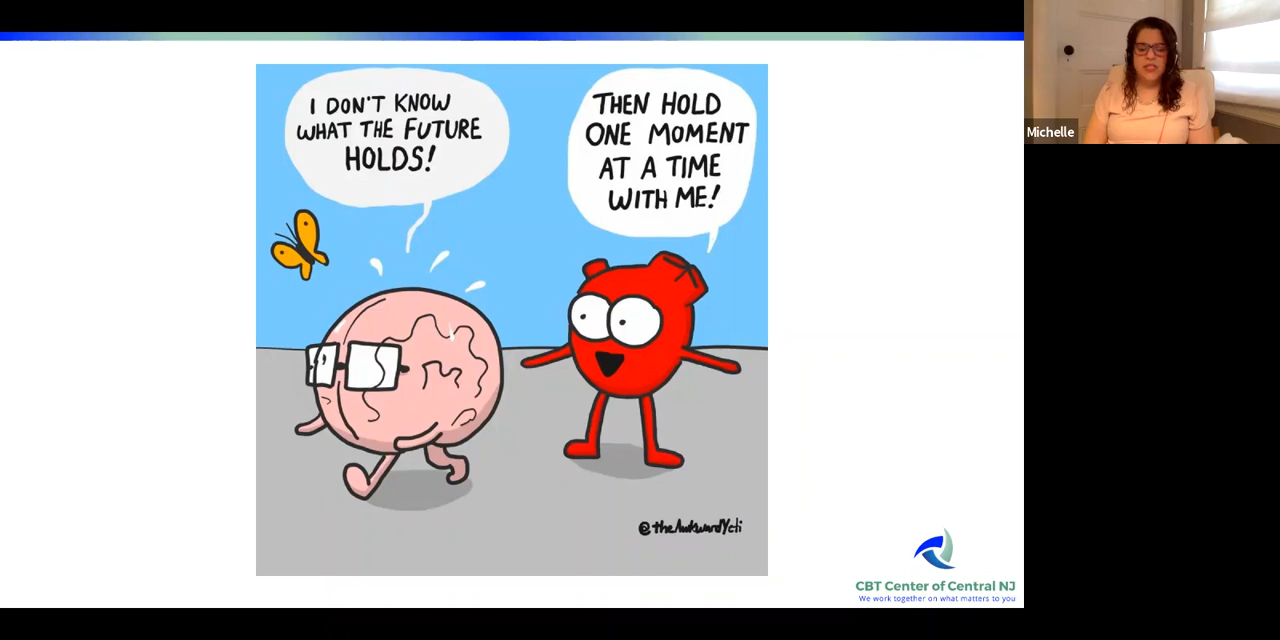 I DON'T KNOW
WHAT THE FUTURE
HOLDS!
THEN HOLD
ONE MOMENT
AT A TIME
WITH ME!
@theAwkwardYeti
Michelle
CBT Center of Central NJ
We work together on what matters to you